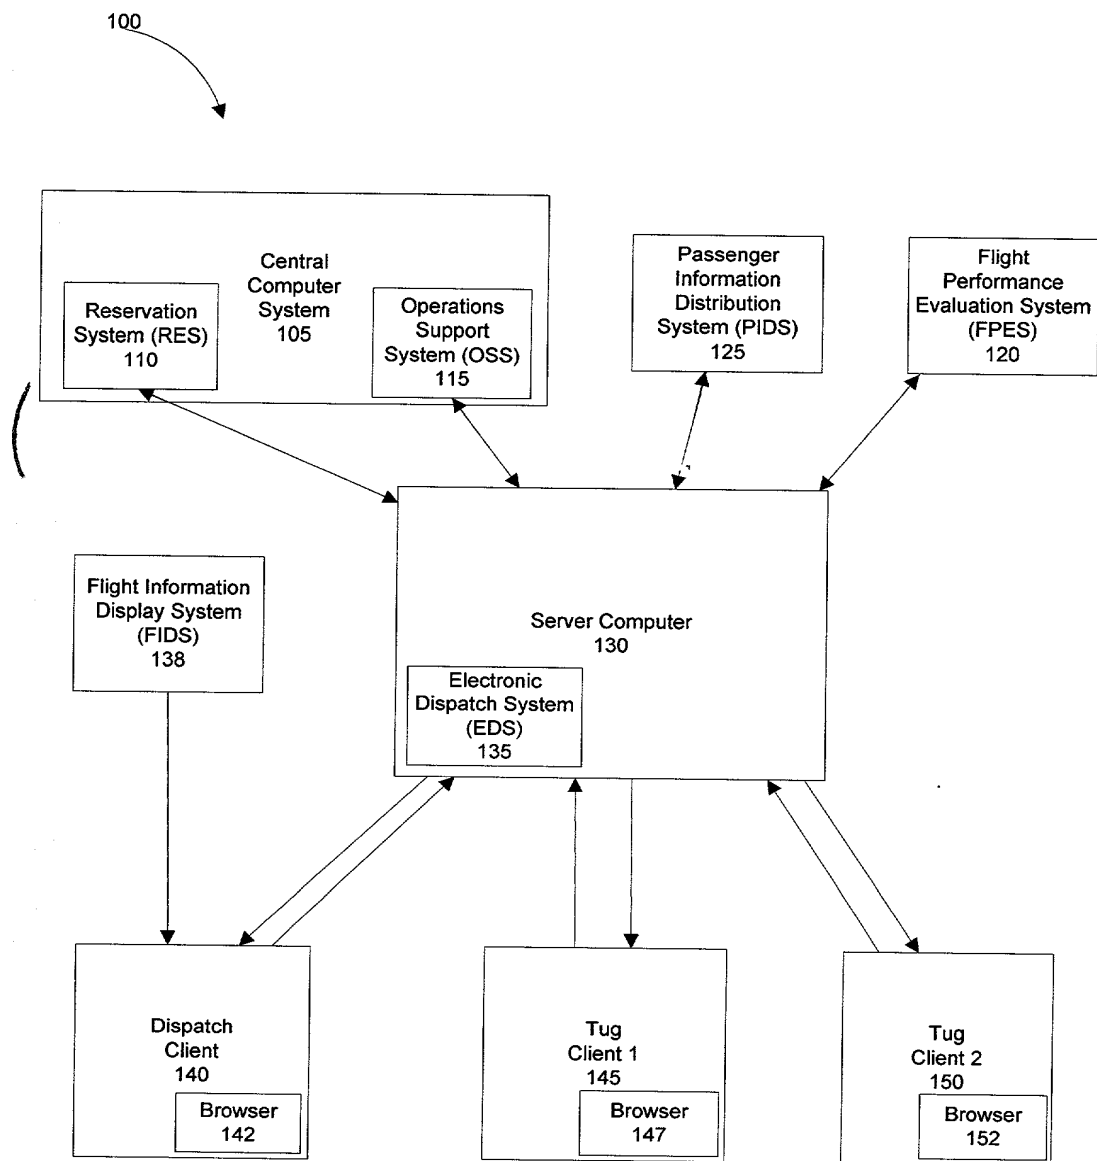 100
Central
Computer
System
105
Reservation
System (RES)
110
Operations
Support
System (OSS)
115
Passenger
Information
Distribution
System (PIDS)
125
Flight
Performance
Evaluation System
(FPES)
120
Flight Information
Display System
(FIDS)
138
Server Computer
130
Electronic
Dispatch System
(EDS)
135
Dispatch
Client
140
Browser
142
Tug
Client 1
145
Browser
147
Tug
Client 2
150
Browser
152